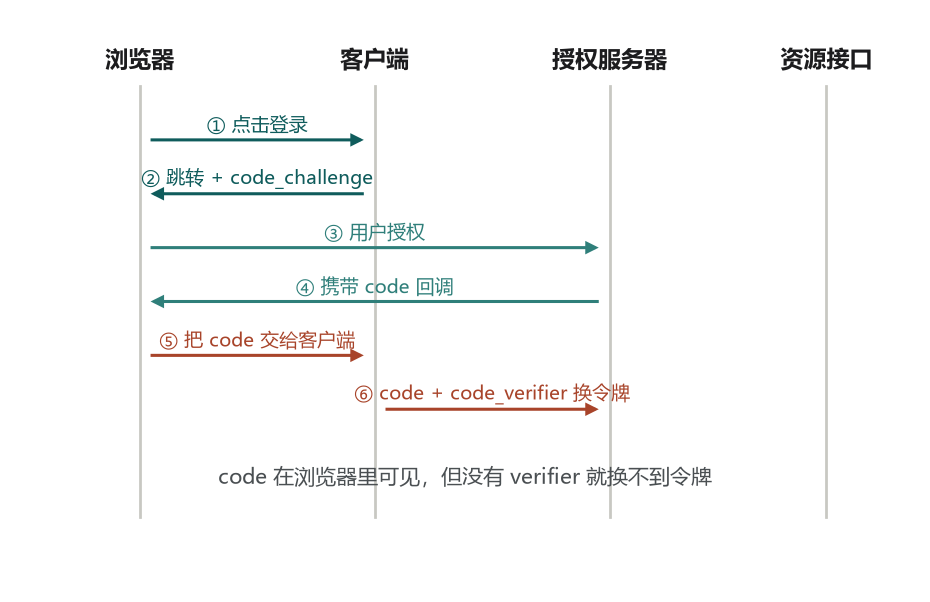 浏览器 客户端 授权服务器 资源接口
① 点击登录
② 跳转 + code_challenge
③ 用户授权
④ 携带 code 回调
⑤ 把 code 交给客户端
⑥ code + code_verifier 换令牌
code 在浏览器里可见，但没有 verifier 就换不到令牌